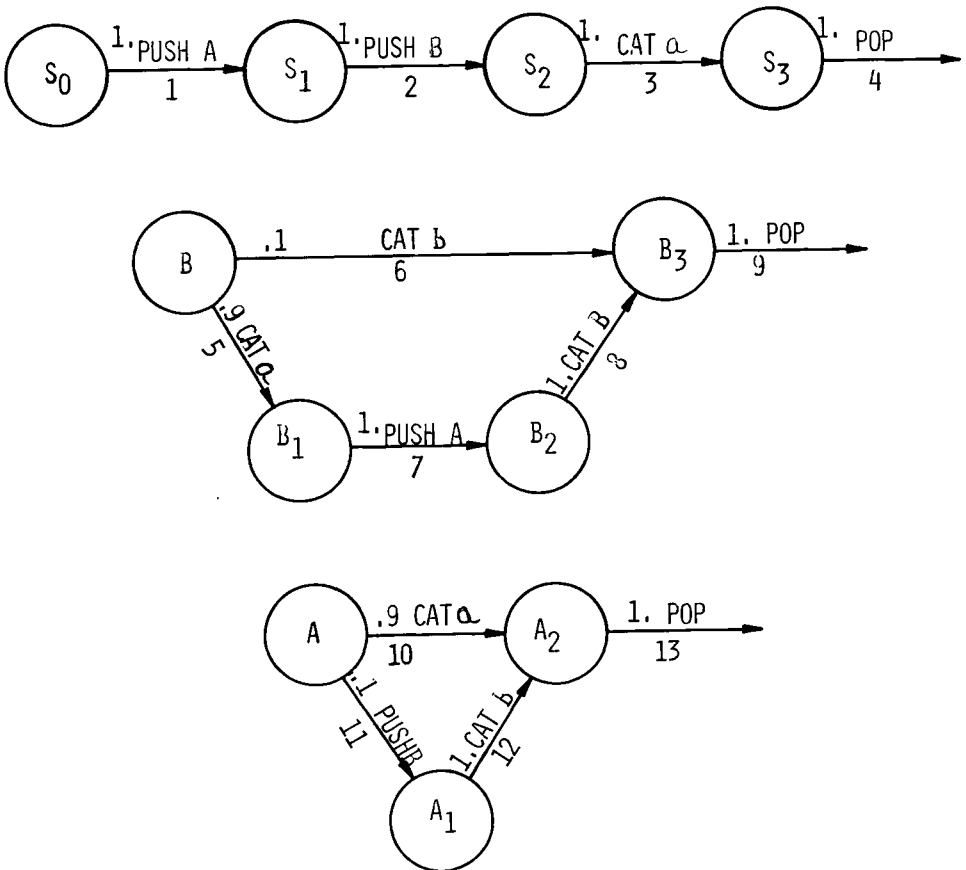 S0 1. PUSH A 1 S1 1. PUSH B 2 S2 1. CAT a 3 S3 1. POP 4
B .1 CAT b 6 B3 1. POP 9
.9 CAT a 5 1. CAT B 8
B1 1. PUSH A 7 B2
A .9 CAT a 10 A2 1. POP 13
.1 PUSHB 11 1. CAT b 12
A1